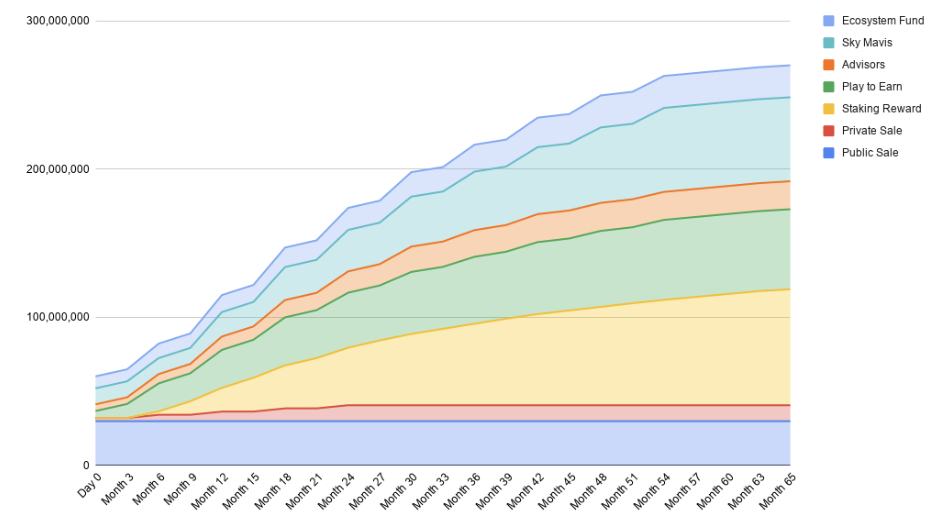 300,000,000
200,000,000
100,000,000
0
Day 0
Month 3
Month 6
Month 9
Month 12
Month 15
Month 18
Month 21
Month 24
Month 27
Month 30
Month 33
Month 36
Month 39
Month 42
Month 45
Month 48
Month 51
Month 54
Month 57
Month 60
Month 63
Month 65
Ecosystem Fund
Sky Mavis
Advisors
Play to Earn
Staking Reward
Private Sale
Public Sale